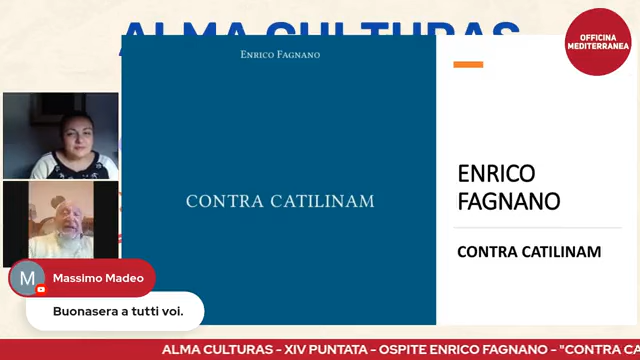 ALMA CULTURAS
OFFICINA
MEDITERRANEA
ENRICO FAGNANO
CONTRA CATILINAM
ENRICO
FAGNANO
CONTRA CATILINAM
M
Massimo Madeo
Buonasera a tutti voi.
ALMA CULTURAS - XIV PUNTATA - OSPITE ENRICO FAGNANO - "CONTRA CA